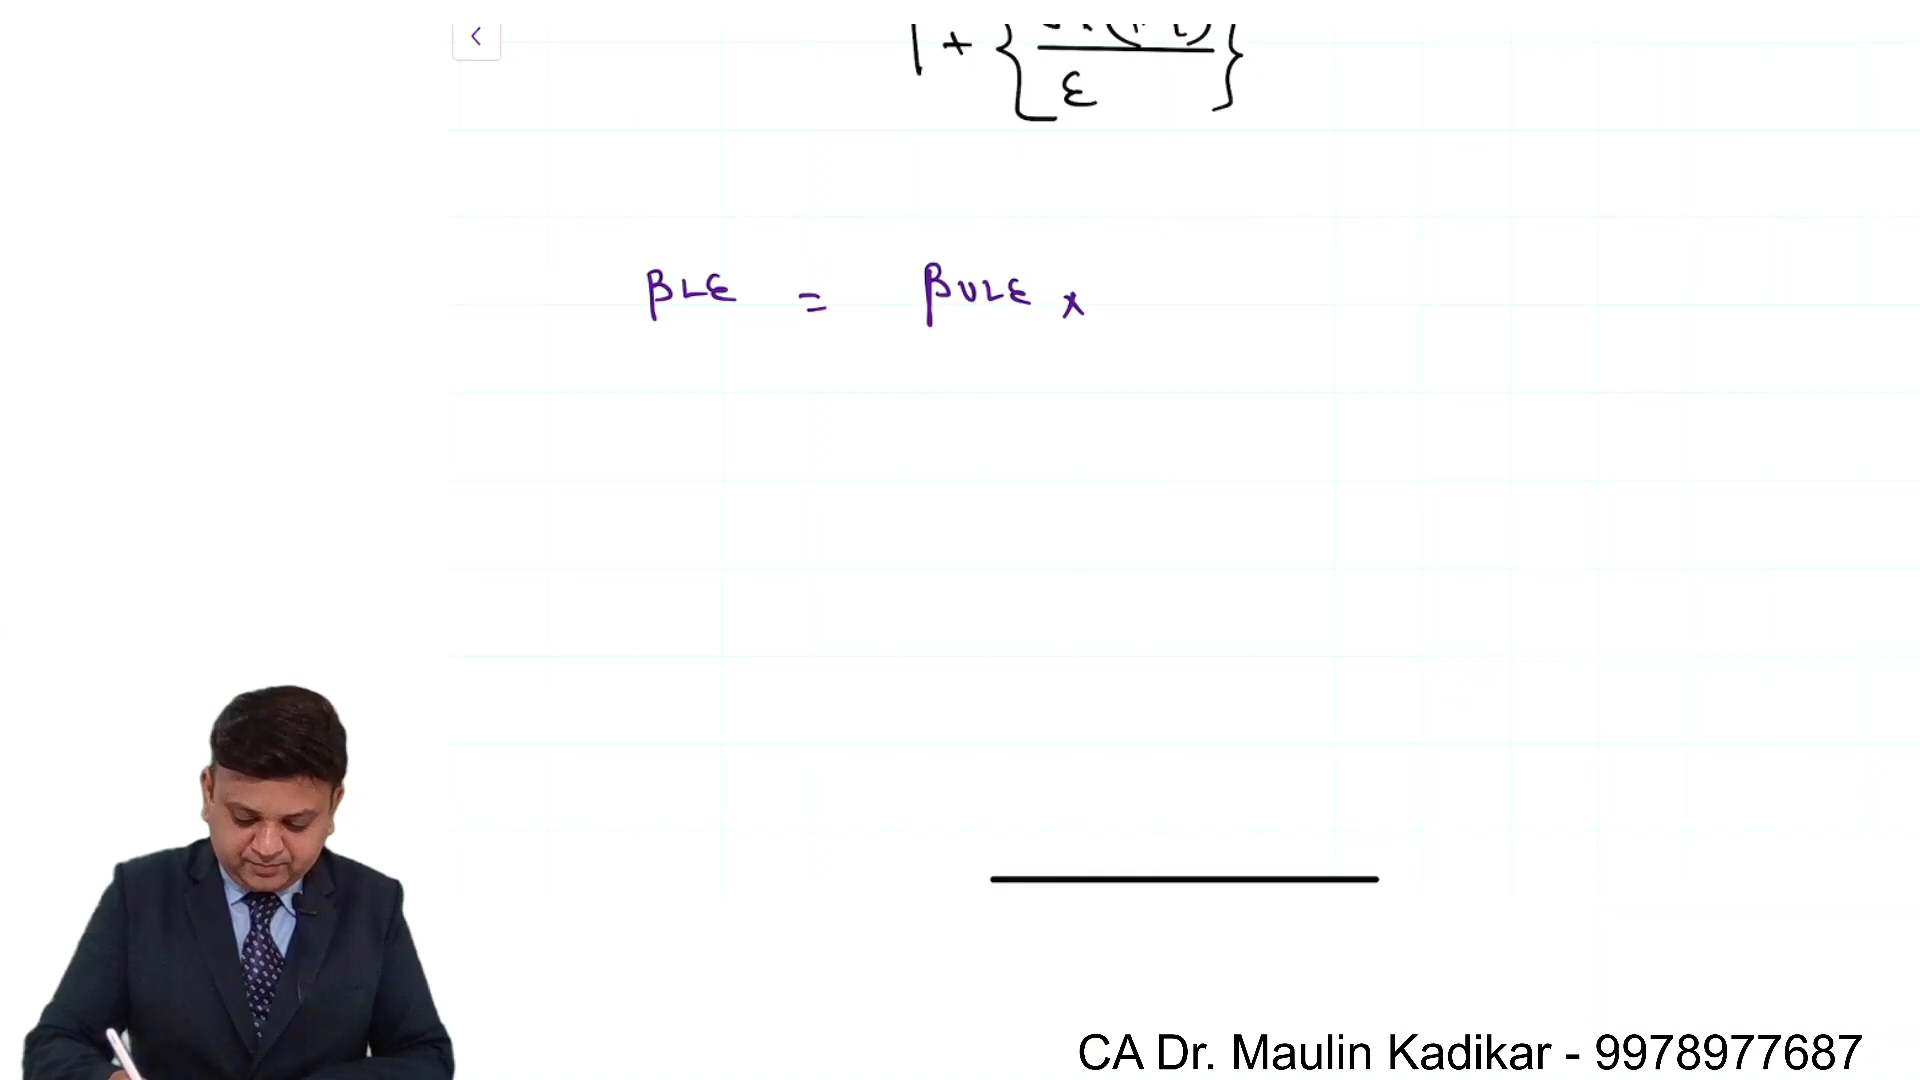 1 + {
ε }
βLE = βULE ×
CA Dr. Maulin Kadikar - 9978977687